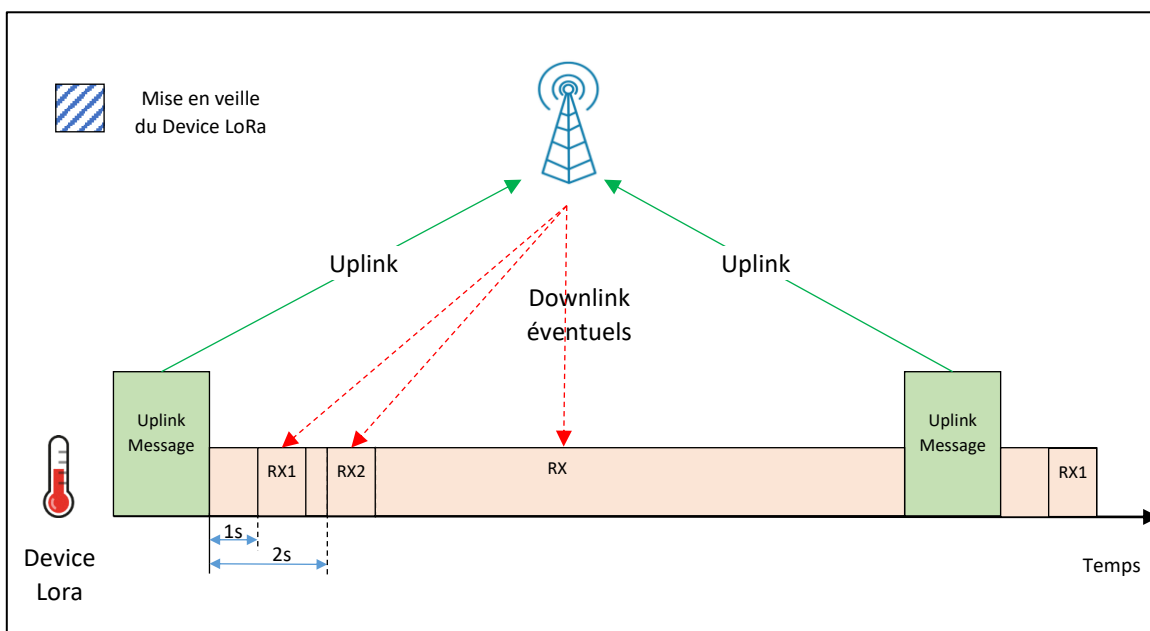 Mise en veille
du Device LoRa
Uplink
Uplink
Downlink
éventuels
Uplink
Message
Uplink
Message
RX1
RX2
RX
RX1
1s
2s
Device
Lora
Temps